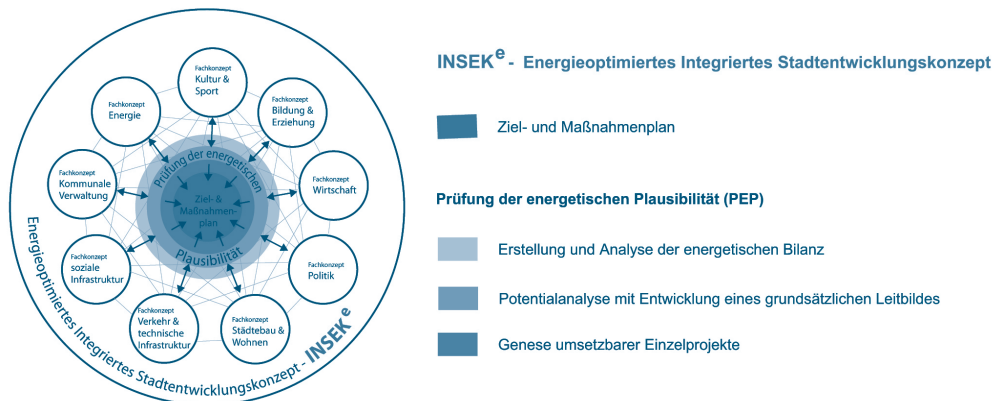 Fachkonzept
Kultur &
Sport
Fachkonzept
Energie
Fachkonzept
Bildung &
Erziehung
Fachkonzept
Kommunale
Verwaltung
Fachkonzept
Wirtschaft
Fachkonzept
soziale
Infrastruktur
Fachkonzept
Politik
Fachkonzept
Verkehr &
technische
Infrastruktur
Fachkonzept
Städtebau &
Wohnen
Prüfung der energetischen
Plausibilität
Ziel- &
Maßnahmen-
plan
Energieoptimiertes Integriertes Stadtentwicklungskonzept - INSEKe
INSEKe - Energieoptimiertes Integriertes Stadtentwicklungskonzept
Ziel- und Maßnahmenplan
Prüfung der energetischen Plausibilität (PEP)
Erstellung und Analyse der energetischen Bilanz
Potentialanalyse mit Entwicklung eines grundsätzlichen Leitbildes
Genese umsetzbarer Einzelprojekte